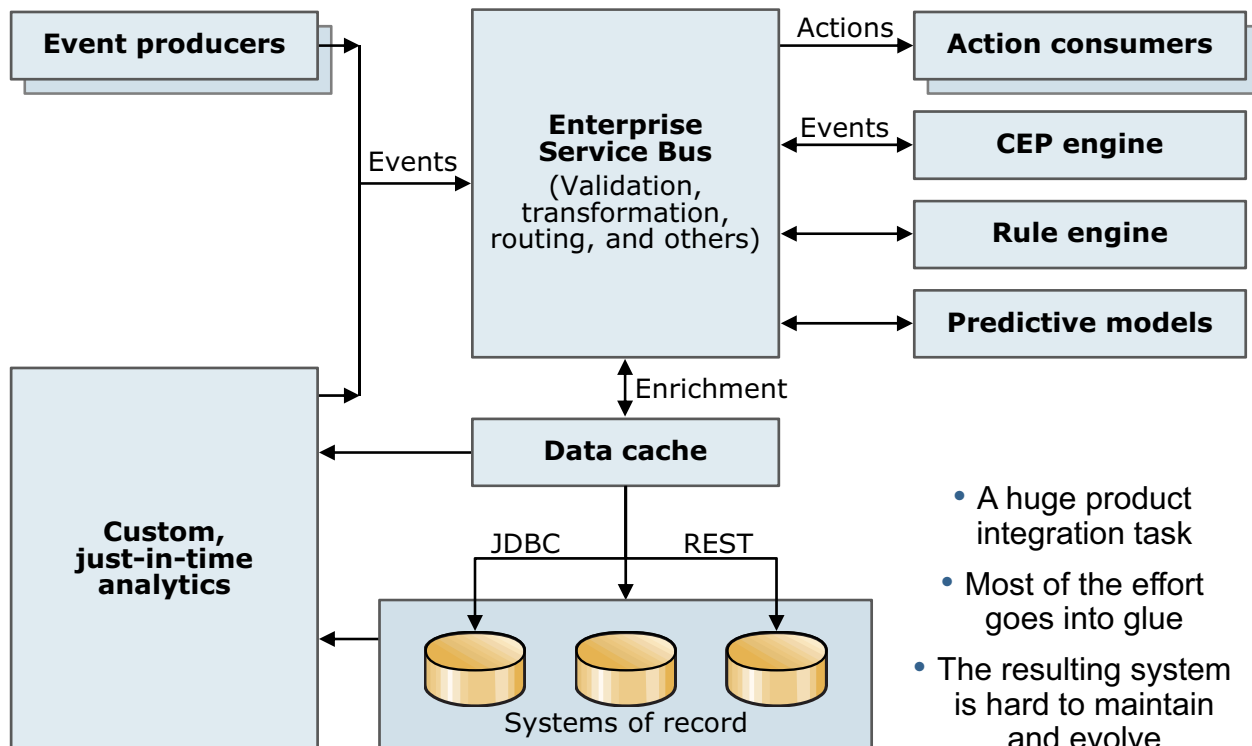 Event producers
Actions
Action consumers
Events
Enterprise
Service Bus
(Validation,
transformation,
routing, and others)
Events
CEP engine
Rule engine
Predictive models
Enrichment
Data cache
Custom,
just-in-time
analytics
JDBC
REST
Systems of record
• A huge product
integration task
• Most of the effort
goes into glue
• The resulting system
is hard to maintain
and evolve